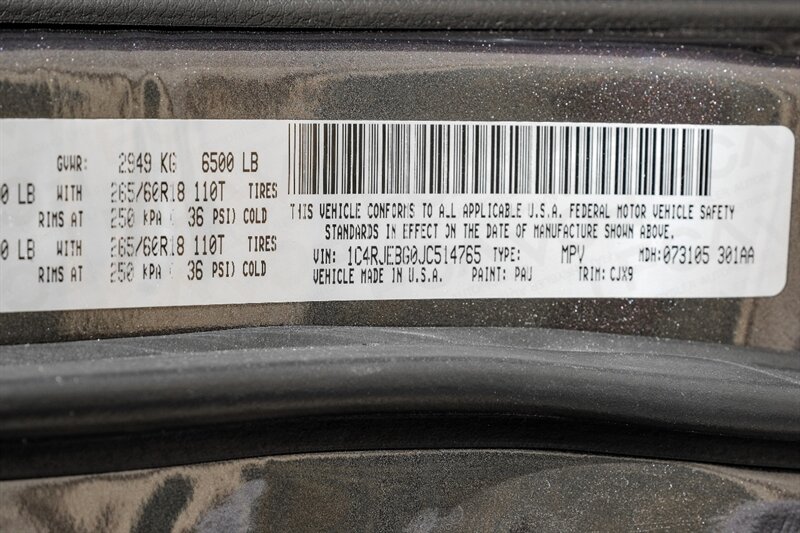 GVWR: 2949 KG 6500 LB
0 LB WITH 265/60R18 110T TIRES
RIMS AT 250 KPA ( 36 PSI) COLD
0 LB WITH 265/60R18 110T TIRES
RIMS AT 250 KPA ( 36 PSI) COLD
THIS VEHICLE CONFORMS TO ALL APPLICABLE U.S.A. FEDERAL MOTOR VEHICLE SAFETY
STANDARDS IN EFFECT ON THE DATE OF MANUFACTURE SHOWN ABOVE.
VIN: 1C4RJEBG0JC514765 TYPE: MPV MDH:073105 301AA
VEHICLE MADE IN U.S.A. PAINT: PAU TRIM: CJX9